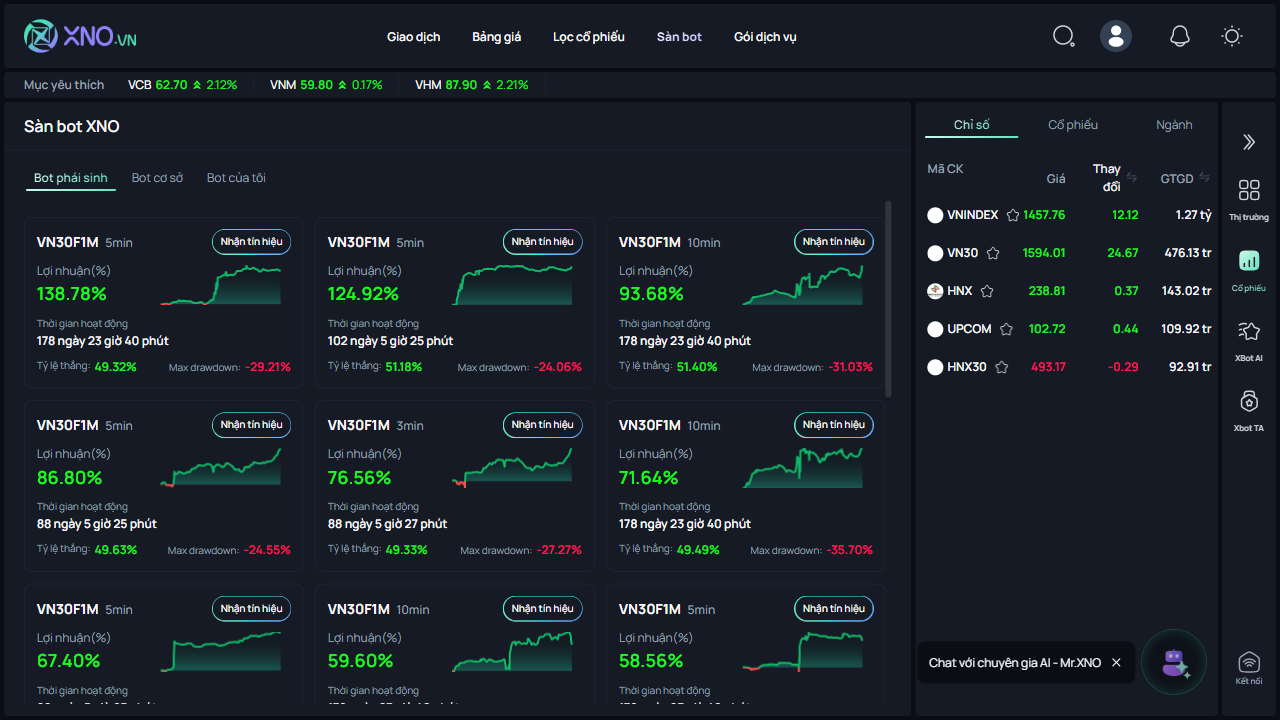 XNO.VN
Giao dịch Bảng giá Lọc cổ phiếu Sàn bot Gói dịch vụ
Mục yêu thích VCB 62.70 2.12% VNM 59.80 0.17% VHM 87.90 2.21%
Sàn bot XNO
Bot phái sinh Bot cơ sở Bot của tôi
VN30F1M 5min Nhận tín hiệu
Lợi nhuận(%)
138.78%
Thời gian hoạt động
178 ngày 23 giờ 40 phút
Tỷ lệ thắng: 49.32% Max drawdown: -29.21%
VN30F1M 5min Nhận tín hiệu
Lợi nhuận(%)
124.92%
Thời gian hoạt động
102 ngày 5 giờ 25 phút
Tỷ lệ thắng: 51.18% Max drawdown: -24.06%
VN30F1M 10min Nhận tín hiệu
Lợi nhuận(%)
93.68%
Thời gian hoạt động
178 ngày 23 giờ 40 phút
Tỷ lệ thắng: 51.40% Max drawdown: -31.03%
VN30F1M 5min Nhận tín hiệu
Lợi nhuận(%)
86.80%
Thời gian hoạt động
88 ngày 5 giờ 25 phút
Tỷ lệ thắng: 49.63% Max drawdown: -24.55%
VN30F1M 3min Nhận tín hiệu
Lợi nhuận(%)
76.56%
Thời gian hoạt động
88 ngày 5 giờ 27 phút
Tỷ lệ thắng: 49.33% Max drawdown: -27.27%
VN30F1M 10min Nhận tín hiệu
Lợi nhuận(%)
71.64%
Thời gian hoạt động
178 ngày 23 giờ 40 phút
Tỷ lệ thắng: 49.49% Max drawdown: -35.70%
VN30F1M 5min Nhận tín hiệu
Lợi nhuận(%)
67.40%
Thời gian hoạt động
VN30F1M 10min Nhận tín hiệu
Lợi nhuận(%)
59.60%
Thời gian hoạt động
VN30F1M 5min Nhận tín hiệu
Lợi nhuận(%)
58.56%
Thời gian hoạt động
Chỉ số Cổ phiếu Ngành
Mã CK Giá Thay đổi GTGD
VNINDEX 1457.76 12.12 1.27 tỷ
VN30 1594.01 24.67 476.13 tr
HNX 238.81 0.37 143.02 tr
UPCOM 102.72 0.44 109.92 tr
HNX30 493.17 -0.29 92.91 tr
Chat với chuyên gia AI - Mr.XNO
Thị trường
Cổ phiếu
XBot AI
Xbot TA
Kết nối